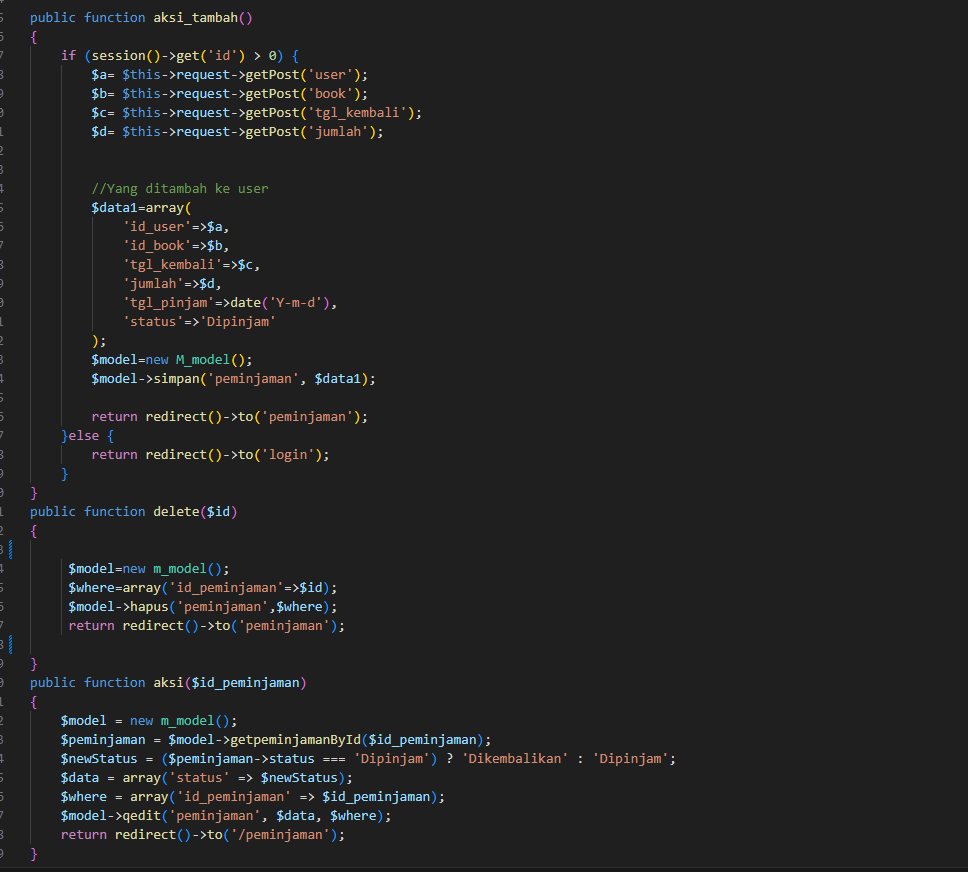 public function aksi_tambah()
{
if (session()->get('id') > 0) {
$a= $this->request->getPost('user');
$b= $this->request->getPost('book');
$c= $this->request->getPost('tgl_kembali');
$d= $this->request->getPost('jumlah');
//Yang ditambah ke user
$data1=array(
'id_user'=>$a,
'id_book'=>$b,
'tgl_kembali'=>$c,
'jumlah'=>$d,
'tgl_pinjam'=>date('Y-m-d'),
'status'=>'Dipinjam'
);
$model=new M_model();
$model->simpan('peminjaman', $data1);
return redirect()->to('peminjaman');
}else {
return redirect()->to('login');
}
}
public function delete($id)
{
$model=new m_model();
$where=array('id_peminjaman'=>$id);
$model->hapus('peminjaman',$where);
return redirect()->to('peminjaman');
}
public function aksi($id_peminjaman)
{
$model = new m_model();
$peminjaman = $model->getpeminjamanById($id_peminjaman);
$newStatus = ($peminjaman->status === 'Dipinjam') ? 'Dikembalikan' : 'Dipinjam';
$data = array('status' => $newStatus);
$where = array('id_peminjaman' => $id_peminjaman);
$model->qedit('peminjaman', $data, $where);
return redirect()->to('/peminjaman');
}